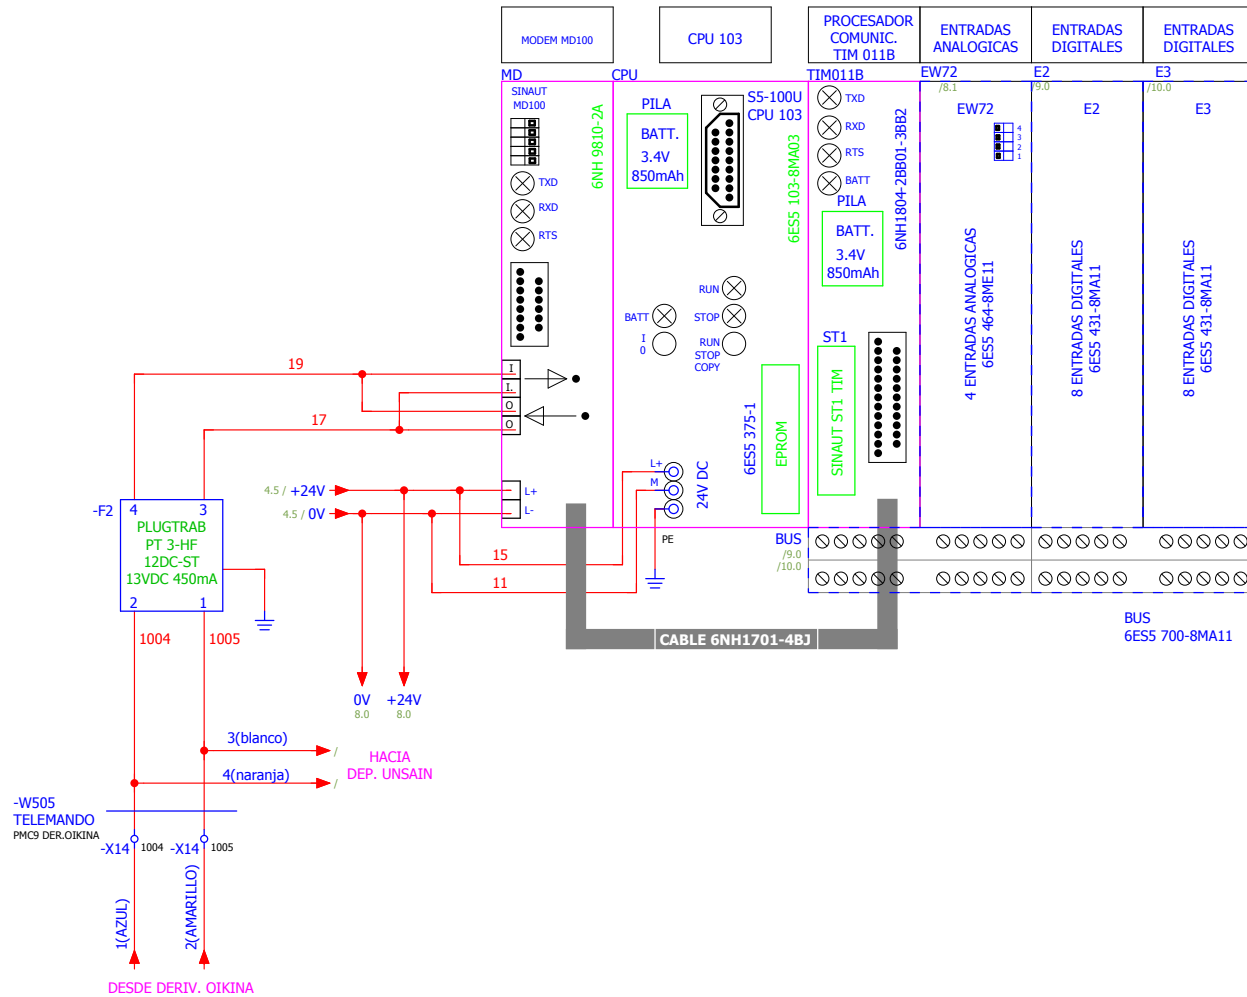 MODEM MD100
CPU 103
PROCESADOR
COMUNIC.
TIM 011B
ENTRADAS
ANALOGICAS
ENTRADAS
DIGITALES
ENTRADAS
DIGITALES
MD
CPU
TIM011B
EW72
/8.1
E2
/9.0
E3
/10.0
SINAUT
MD100
TXD
RXD
RTS
6NH 9810-2A
PILA
BATT.
3.4V
850mAh
S5-100U
CPU 103
6ES5 103-8MA03
RUN
BATT
STOP
I
0
RUN
STOP
COPY
6ES5 375-1
EPROM
L+
M
24V DC
PE
TXD
RXD
RTS
BATT
PILA
BATT.
3.4V
850mAh
6NH1804-2BB01-3BB2
ST1
SINAUT ST1 TIM
EW72
4
3
2
1
4 ENTRADAS ANALOGICAS
6ES5 464-8ME11
E2
8 ENTRADAS DIGITALES
6ES5 431-8MA11
E3
8 ENTRADAS DIGITALES
6ES5 431-8MA11
I
I.
O
O
L+
L-
19
17
4.5 / +24V
4.5 / 0V
15
11
BUS
/9.0
/10.0
BUS
6ES5 700-8MA11
CABLE 6NH1701-4BJ
-F2
4
3
PLUGTRAB
PT 3-HF
12DC-ST
13VDC 450mA
2
1
1004
1005
0V
8.0
+24V
8.0
3(blanco)
/
4(naranja)
/
HACIA
DEP. UNSAIN
-W505
TELEMANDO
PMC9 DER.OIKINA
-X14
1004
-X14
1005
1(AZUL)
2(AMARILLO)
DESDE DERIV. OIKINA